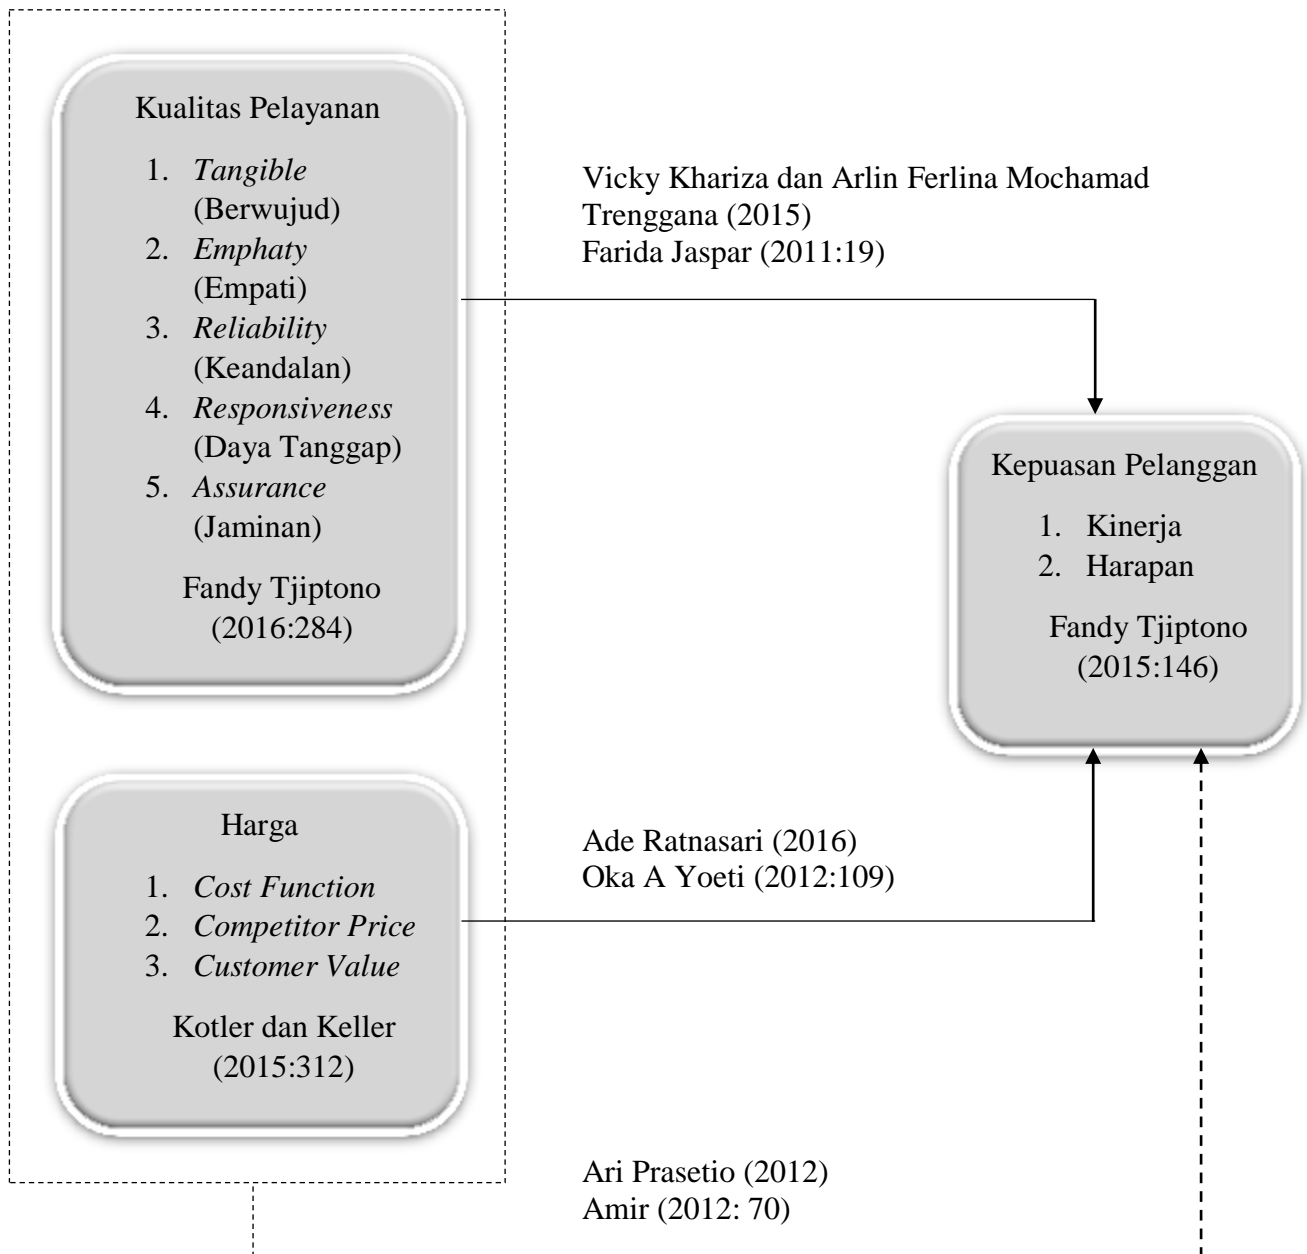 Kualitas Pelayanan
1. Tangible
(Berwujud)
2. Emphaty
(Empati)
3. Reliability
(Keandalan)
4. Responsiveness
(Daya Tanggap)
5. Assurance
(Jaminan)
Fandy Tjiptono
(2016:284)
Vicky Khariza dan Arlin Ferlina Mochamad
Trenggana (2015)
Farida Jaspar (2011:19)
Kepuasan Pelanggan
1. Kinerja
2. Harapan
Fandy Tjiptono
(2015:146)
Harga
1. Cost Function
2. Competitor Price
3. Customer Value
Kotler dan Keller
(2015:312)
Ade Ratnasari (2016)
Oka A Yoeti (2012:109)
Ari Prasetio (2012)
Amir (2012: 70)